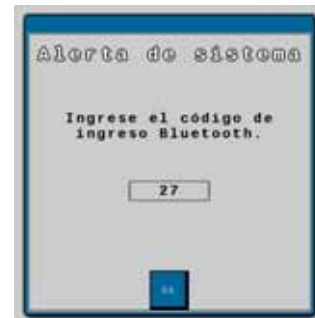 Alerta de sistema
Ingrese el código de
ingreso Bluetooth.
27